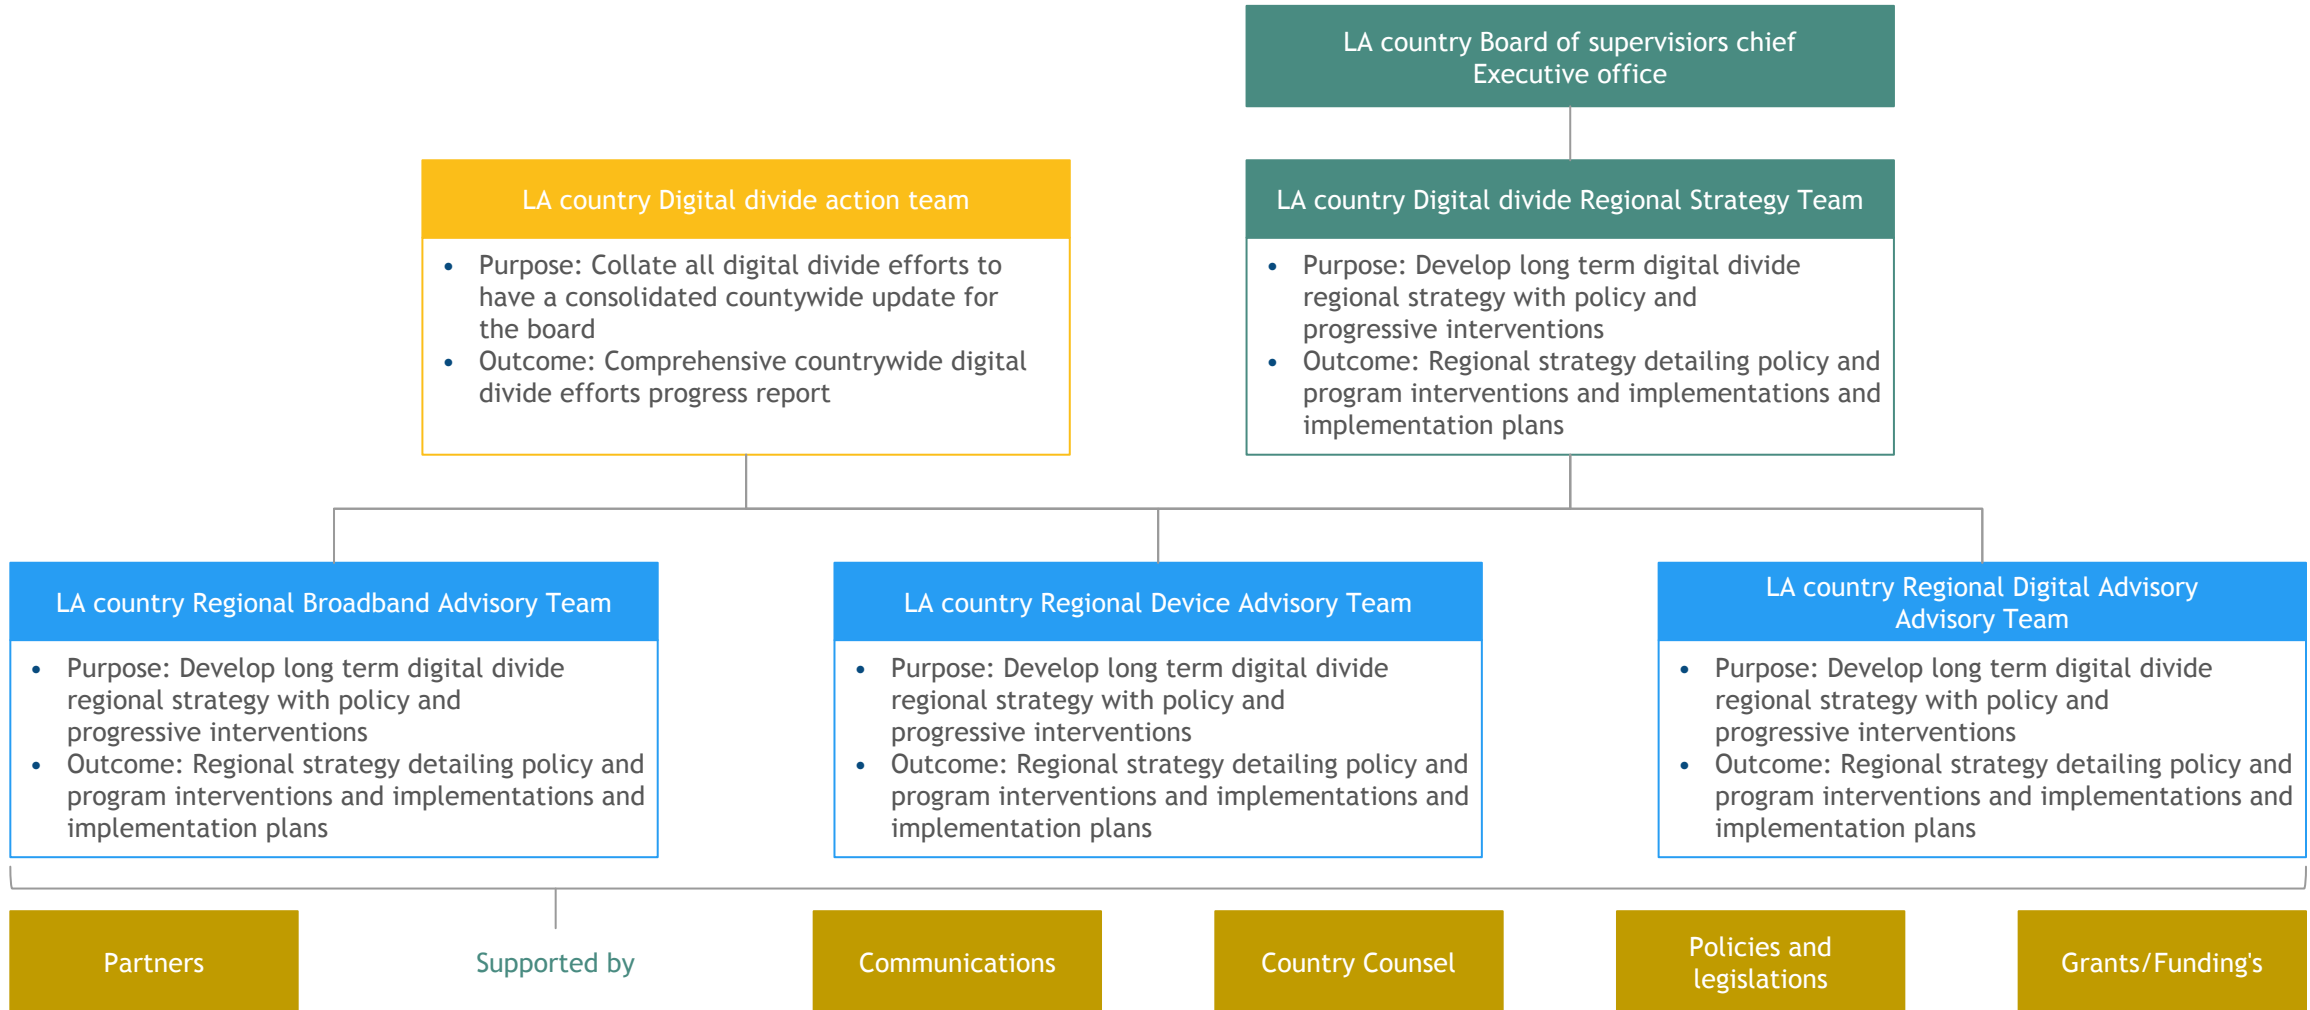 LA country Board of supervisiors chief
Executive office
LA country Digital divide action team
• Purpose: Collate all digital divide efforts to
have a consolidated countywide update for
the board
• Outcome: Comprehensive countrywide digital
divide efforts progress report
LA country Digital divide Regional Strategy Team
• Purpose: Develop long term digital divide
regional strategy with policy and
progressive interventions
• Outcome: Regional strategy detailing policy and
program interventions and implementations and
implementation plans
LA country Regional Broadband Advisory Team
• Purpose: Develop long term digital divide
regional strategy with policy and
progressive interventions
• Outcome: Regional strategy detailing policy and
program interventions and implementations and
implementation plans
LA country Regional Device Advisory Team
• Purpose: Develop long term digital divide
regional strategy with policy and
progressive interventions
• Outcome: Regional strategy detailing policy and
program interventions and implementations and
implementation plans
LA country Regional Digital Advisory
Advisory Team
• Purpose: Develop long term digital divide
regional strategy with policy and
progressive interventions
• Outcome: Regional strategy detailing policy and
program interventions and implementations and
implementation plans
Partners
Supported by
Communications
Country Counsel
Policies and
legislations
Grants/Funding's